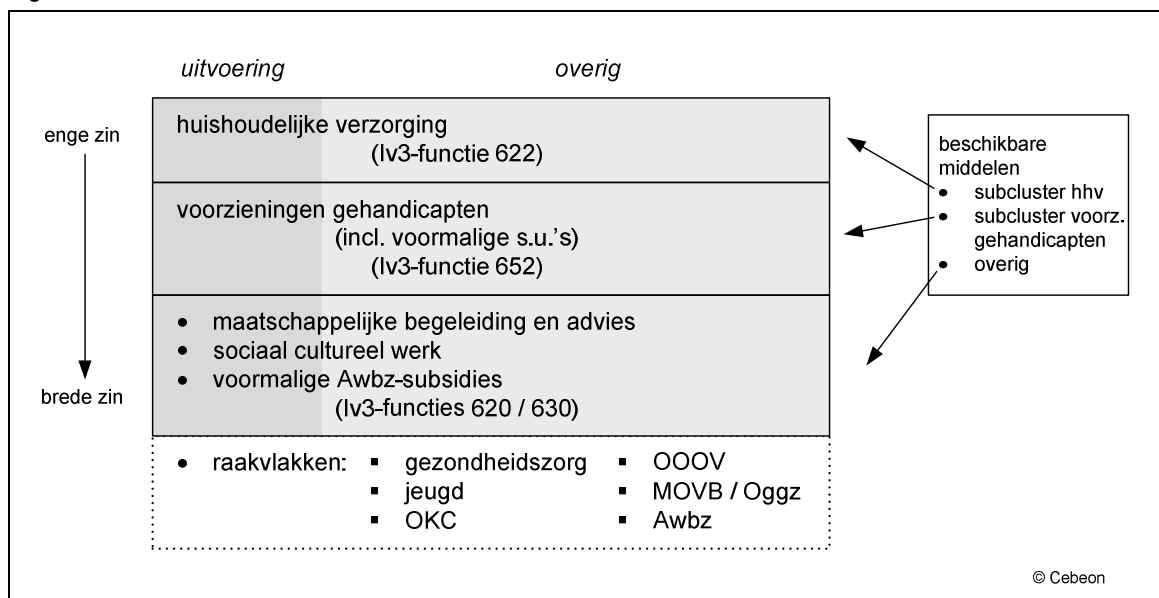 uitvoering overig
enge zin
brede zin
huishoudelijke verzorging
(Iv3-functie 622)
voorzieningen gehandicapten
(incl. voormalige s.u.'s)
(Iv3-functie 652)
• maatschappelijke begeleiding en advies
• sociaal cultureel werk
• voormalige Awbz-subsidies
(Iv3-functies 620 / 630)
• raakvlakken: ▪ gezondheidszorg ▪ OOOV
▪ jeugd ▪ MOVB / Oggz
▪ OKC ▪ Awbz
beschikbare
middelen
• subcluster hhv
• subcluster voorz.
gehandicapten
• overig
© Cebeon